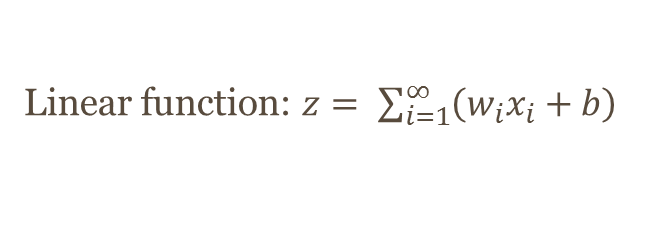 Linear function: z = ∑_{i=1}^{∞}(w_i x_i + b)